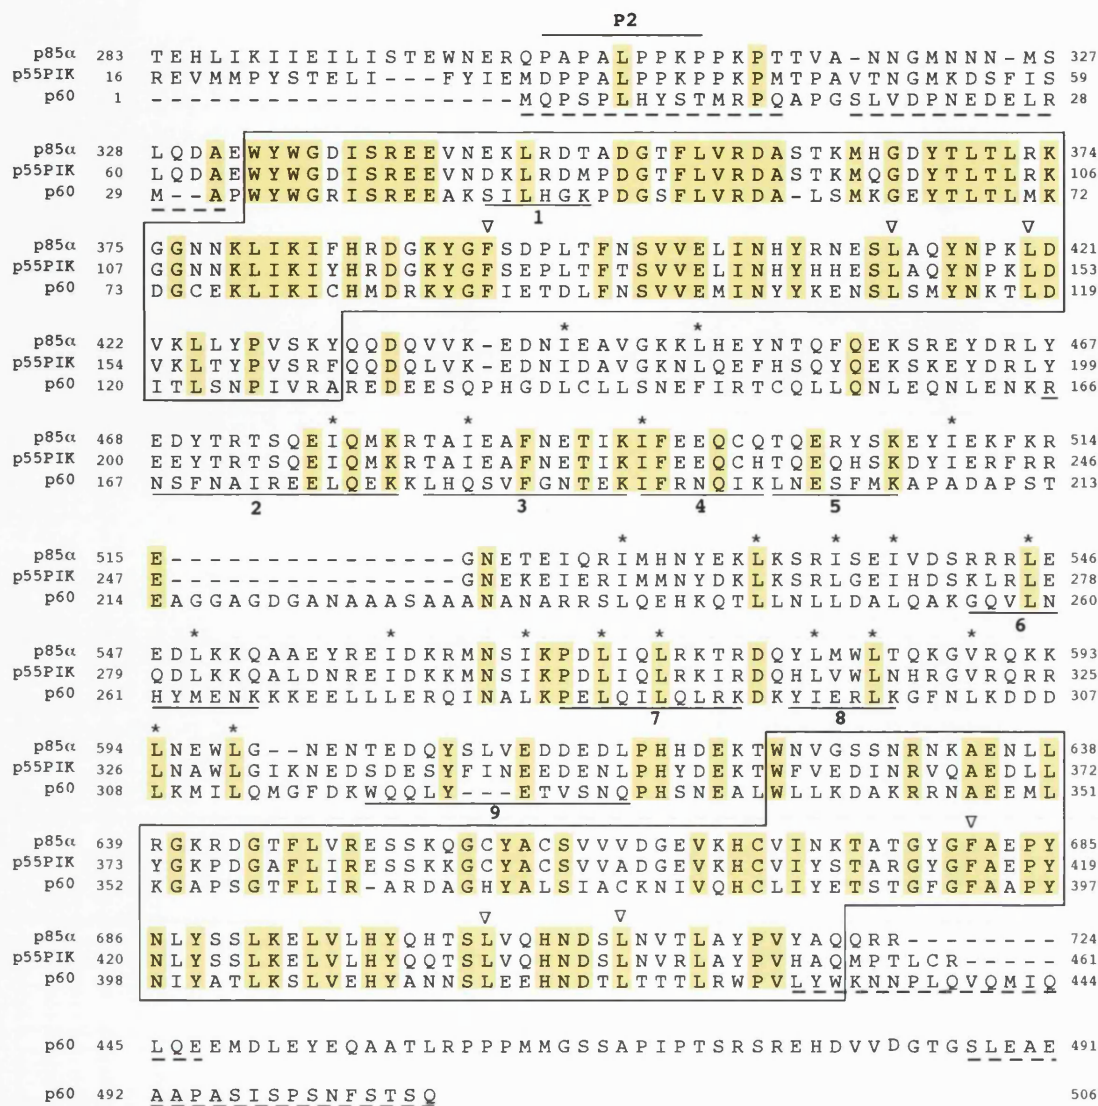 P2
p85α 283 TEHLIKIIEILISTEWNERQPAPALPPKPPKPTTVA-NNGMNNN-MS 327
p55PIK 16 REVMMPYSTELI---FYIEMDPPALPPKPPKPMTPAVTNGMKDSFIS 59
p60 1 --------------------MQPSPLHYSTMRPQAPGSLVDPNEDELR 28
p85α 328 LQDAEWYWGDISREEVNEKLRDTADGTFLVRDASTKMHGDYTLTLRK 374
p55PIK 60 LQDAEWYWGDISREEVNDKLRDMPDGTFLVRDASTKMQGDYTLTLRK 106
p60 29 M--APWYWGRISREEAKSILHGKPDGSFLVRDA-LSMKGEYTLTLMK 72
1
▽ ▽ ▽
p85α 375 GGNNKLIKIFHRDGKYGFSDPLTFNSVVELINHYRNESLAQYNPKLD 421
p55PIK 107 GGNNKLIKIYHRDGKYGFSEPLTFTSVVELINHYHHESLAQYNPKLD 153
p60 73 DGCEKLIKICHMDRKYGFIETDLFNSVVEMINYYKENSLSMYNKTLD 119
* *
p85α 422 VKLLYPVSKYQQDQVVK-EDNIEAVGKKLHEYNTQFQEKSREYDRLY 467
p55PIK 154 VKLTYPVSRFQQDQLVK-EDNIDAVGKNLQEFHSQYQEKSREYDRLY 199
p60 120 ITLSNPIVRAREDEESQPHGDLCLLSNEFIRTCQLLQNLEQNLENKR 166
* * * *
p85α 468 EDYTRTSQEIQMKRTAIEAFNETIKIFEEQCQTQERYSKEYIEKFKR 514
p55PIK 200 EEYTRTSQEIQMKRTAIEAFNETIKIFEEQCHTQEQHSKDYIERFRR 246
p60 167 NSFNAIREELQEKKLHQSVFGNTEKIFRNQIKLNESFMKAPADAPST 213
2 3 4 5
* * * * *
p85α 515 E---------------GNETEIQRIMHNYEKLKSRISEIVDSRRRLE 546
p55PIK 247 E---------------GNEKEIERIMMNYDKLKSRLGEIHDSKLRLE 278
p60 214 EAGGAGDGANAAASAAANANARRSLQEHKQTLLNLLDALQAKGQVLN 260
6
* * * * * * * *
p85α 547 EDLKKQAAEYREIDKRMNSIKPDLIQLRKTRDQYLMWLTQKGVRQKK 593
p55PIK 279 QDLKKQALDNREIDKKMNSIKPDLIQLRKIRDQHLVWLNHRGVRQRR 325
p60 261 HYMENKKKEELLLERQINALKPELQILQLRKDKYIERLKGFNLKDDD 307
7 8
* *
p85α 594 LNEWLG--NENTEDQYSLVEDDEDLPHHDEKTWNVGSSNRNKAENLL 638
p55PIK 326 LNAWLGIKNEDSDESYFINEEDENLPHYDEKTWFVEDINRVQAEDLL 372
p60 308 LKMILQMGFDKWQQLY---ETVSNQPHSNEALWLLKDAKRRNAEEML 351
9
▽
p85α 639 RGKRDGTFLVRESSKQGCYACSVVVDGEVKHCVINKTATGYGFAEPY 685
p55PIK 373 YGKPDGAFLIRESSKKGCYACSVVADGEVKHCVIYSTARGYGFAEPY 419
p60 352 KGAPSGTFLIR-ARDAGHYALSIACKNIVQHCLIYETSTGFGFAAPY 397
▽ ▽
p85α 686 NLYSSLKELVLHYQHTSLVQHNDSLNVTLAYPVYAQQRR-------- 724
p55PIK 420 NLYSSLKELVLHYQQTSLVQHNDSLNVRLAYPVHAQMPTLCR----- 461
p60 398 NIYATLKSLVEHYANNSLEEHNDTLTTTLRWPVLYWKNNPLQVQMIQ 444
p60 445 LQEEMDLEYEQAATLRPPPMMGSSAPIPTSRSREHDVVDGTGSLEAE 491
p60 492 AAPASISPSNFSTSQ 506